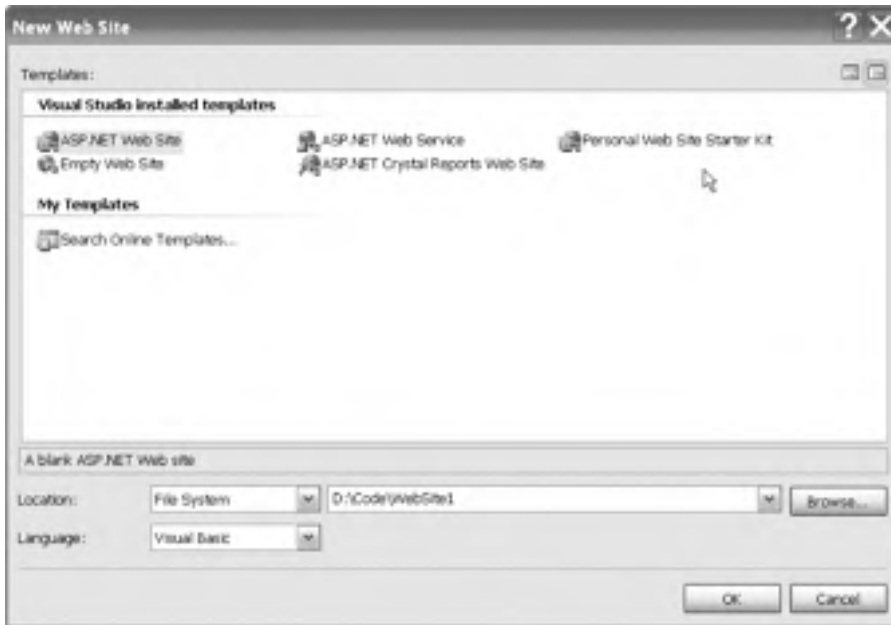 New Web Site
Templates:
Visual Studio installed templates
ASP.NET Web Site
ASP.NET Web Service
Personal Web Site Starter Kit
Empty Web Site
ASP.NET Crystal Reports Web Site
My Templates
Search Online Templates...
A blank ASP.NET Web site
Location:
File System
D:\Code\WebSite1
Browse...
Language:
Visual Basic
OK
Cancel